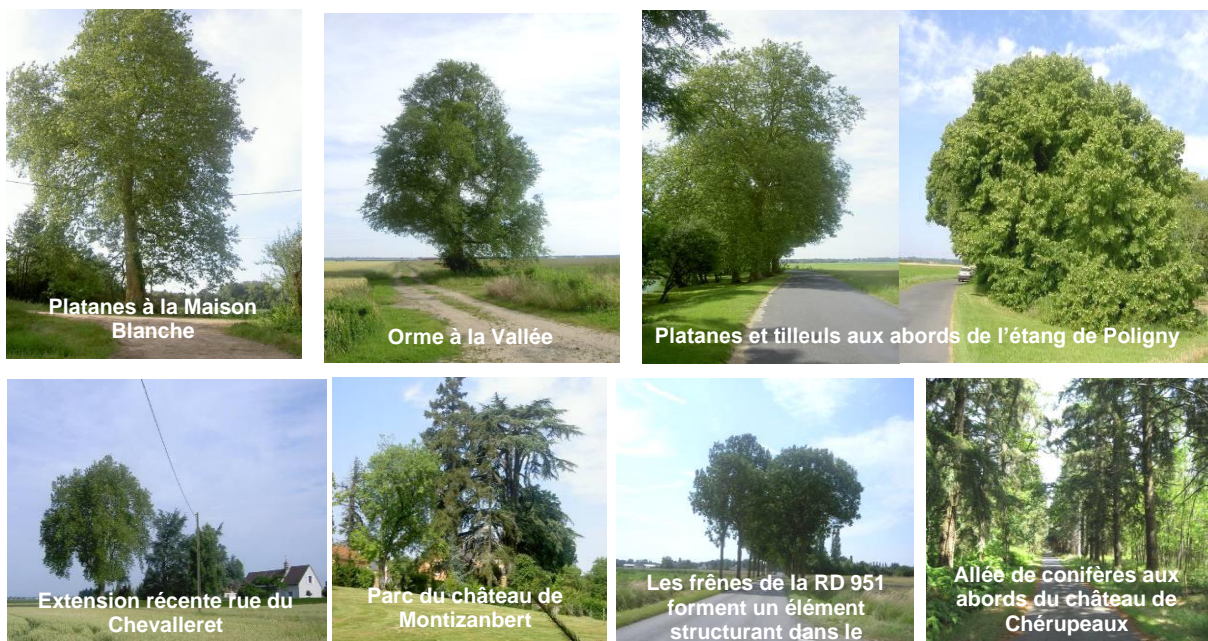 Platanes à la Maison
Blanche
Orme à la Vallée
Platanes et tilleuls aux abords de l'étang de Poligny
Extension récente rue du
Chevalleret
Parc du château de
Montizanbert
Les frênes de la RD 951
forment un élément
structurant dans le
Allée de conifères aux
abords du château de
Chérupeaux